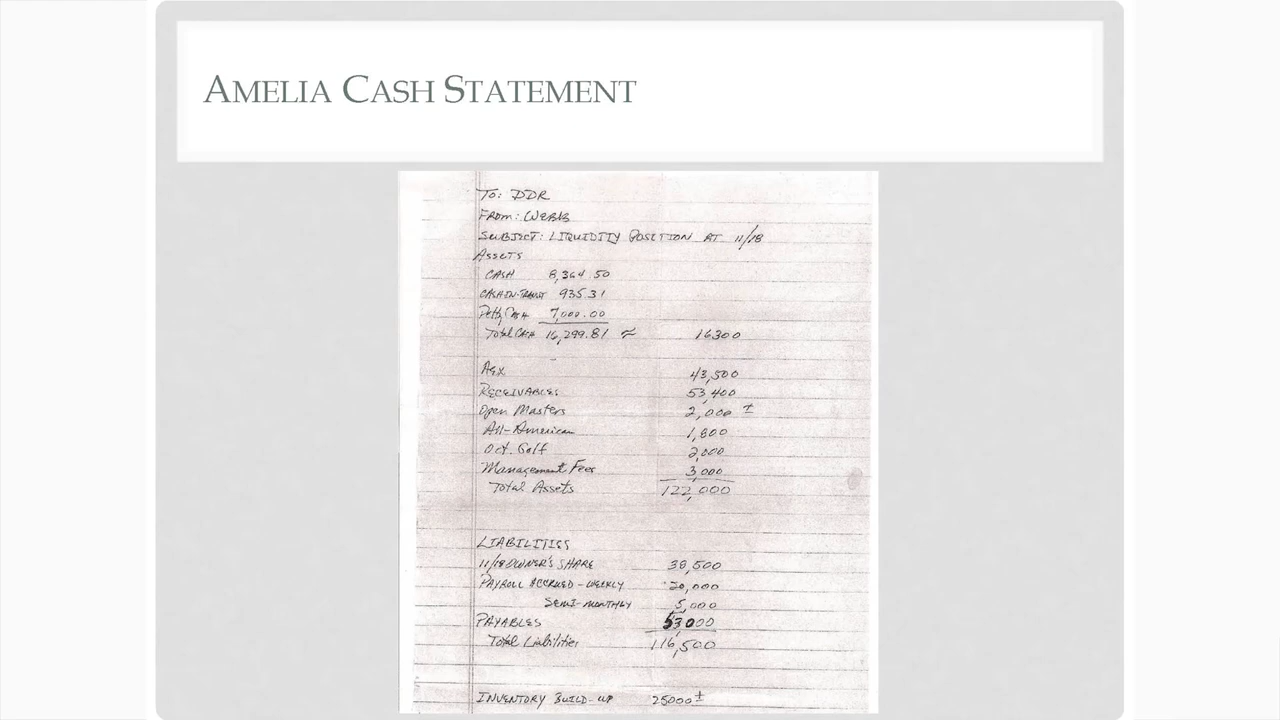 AMELIA CASH STATEMENT
To: DDR
FROM: WEBB
SUBJECT: LIQUIDITY POSITION AT 11/18
ASSETS
CASH 8,364 50
CASH-IN-TRANSIT 935.31
Petty Cash 7,000.00
Total Cash 16,299.81 ≈ 16300
43,500
RECEIVABLES 53,400
Open Masters 2,000 ±
All-American 1,800
Oct. Golf 2,000
Management Fees 3,000
Total Assets 122,000
LIABILITIES
11/18 OWNER'S SHARE 38,500
PAYROLL ACCRUED - WEEKLY 20,000
SEMI-MONTHLY 5,000
PAYABLES 53000
Total Liabilities 116,500
INVENTORY BUILD-UP 25000 ±